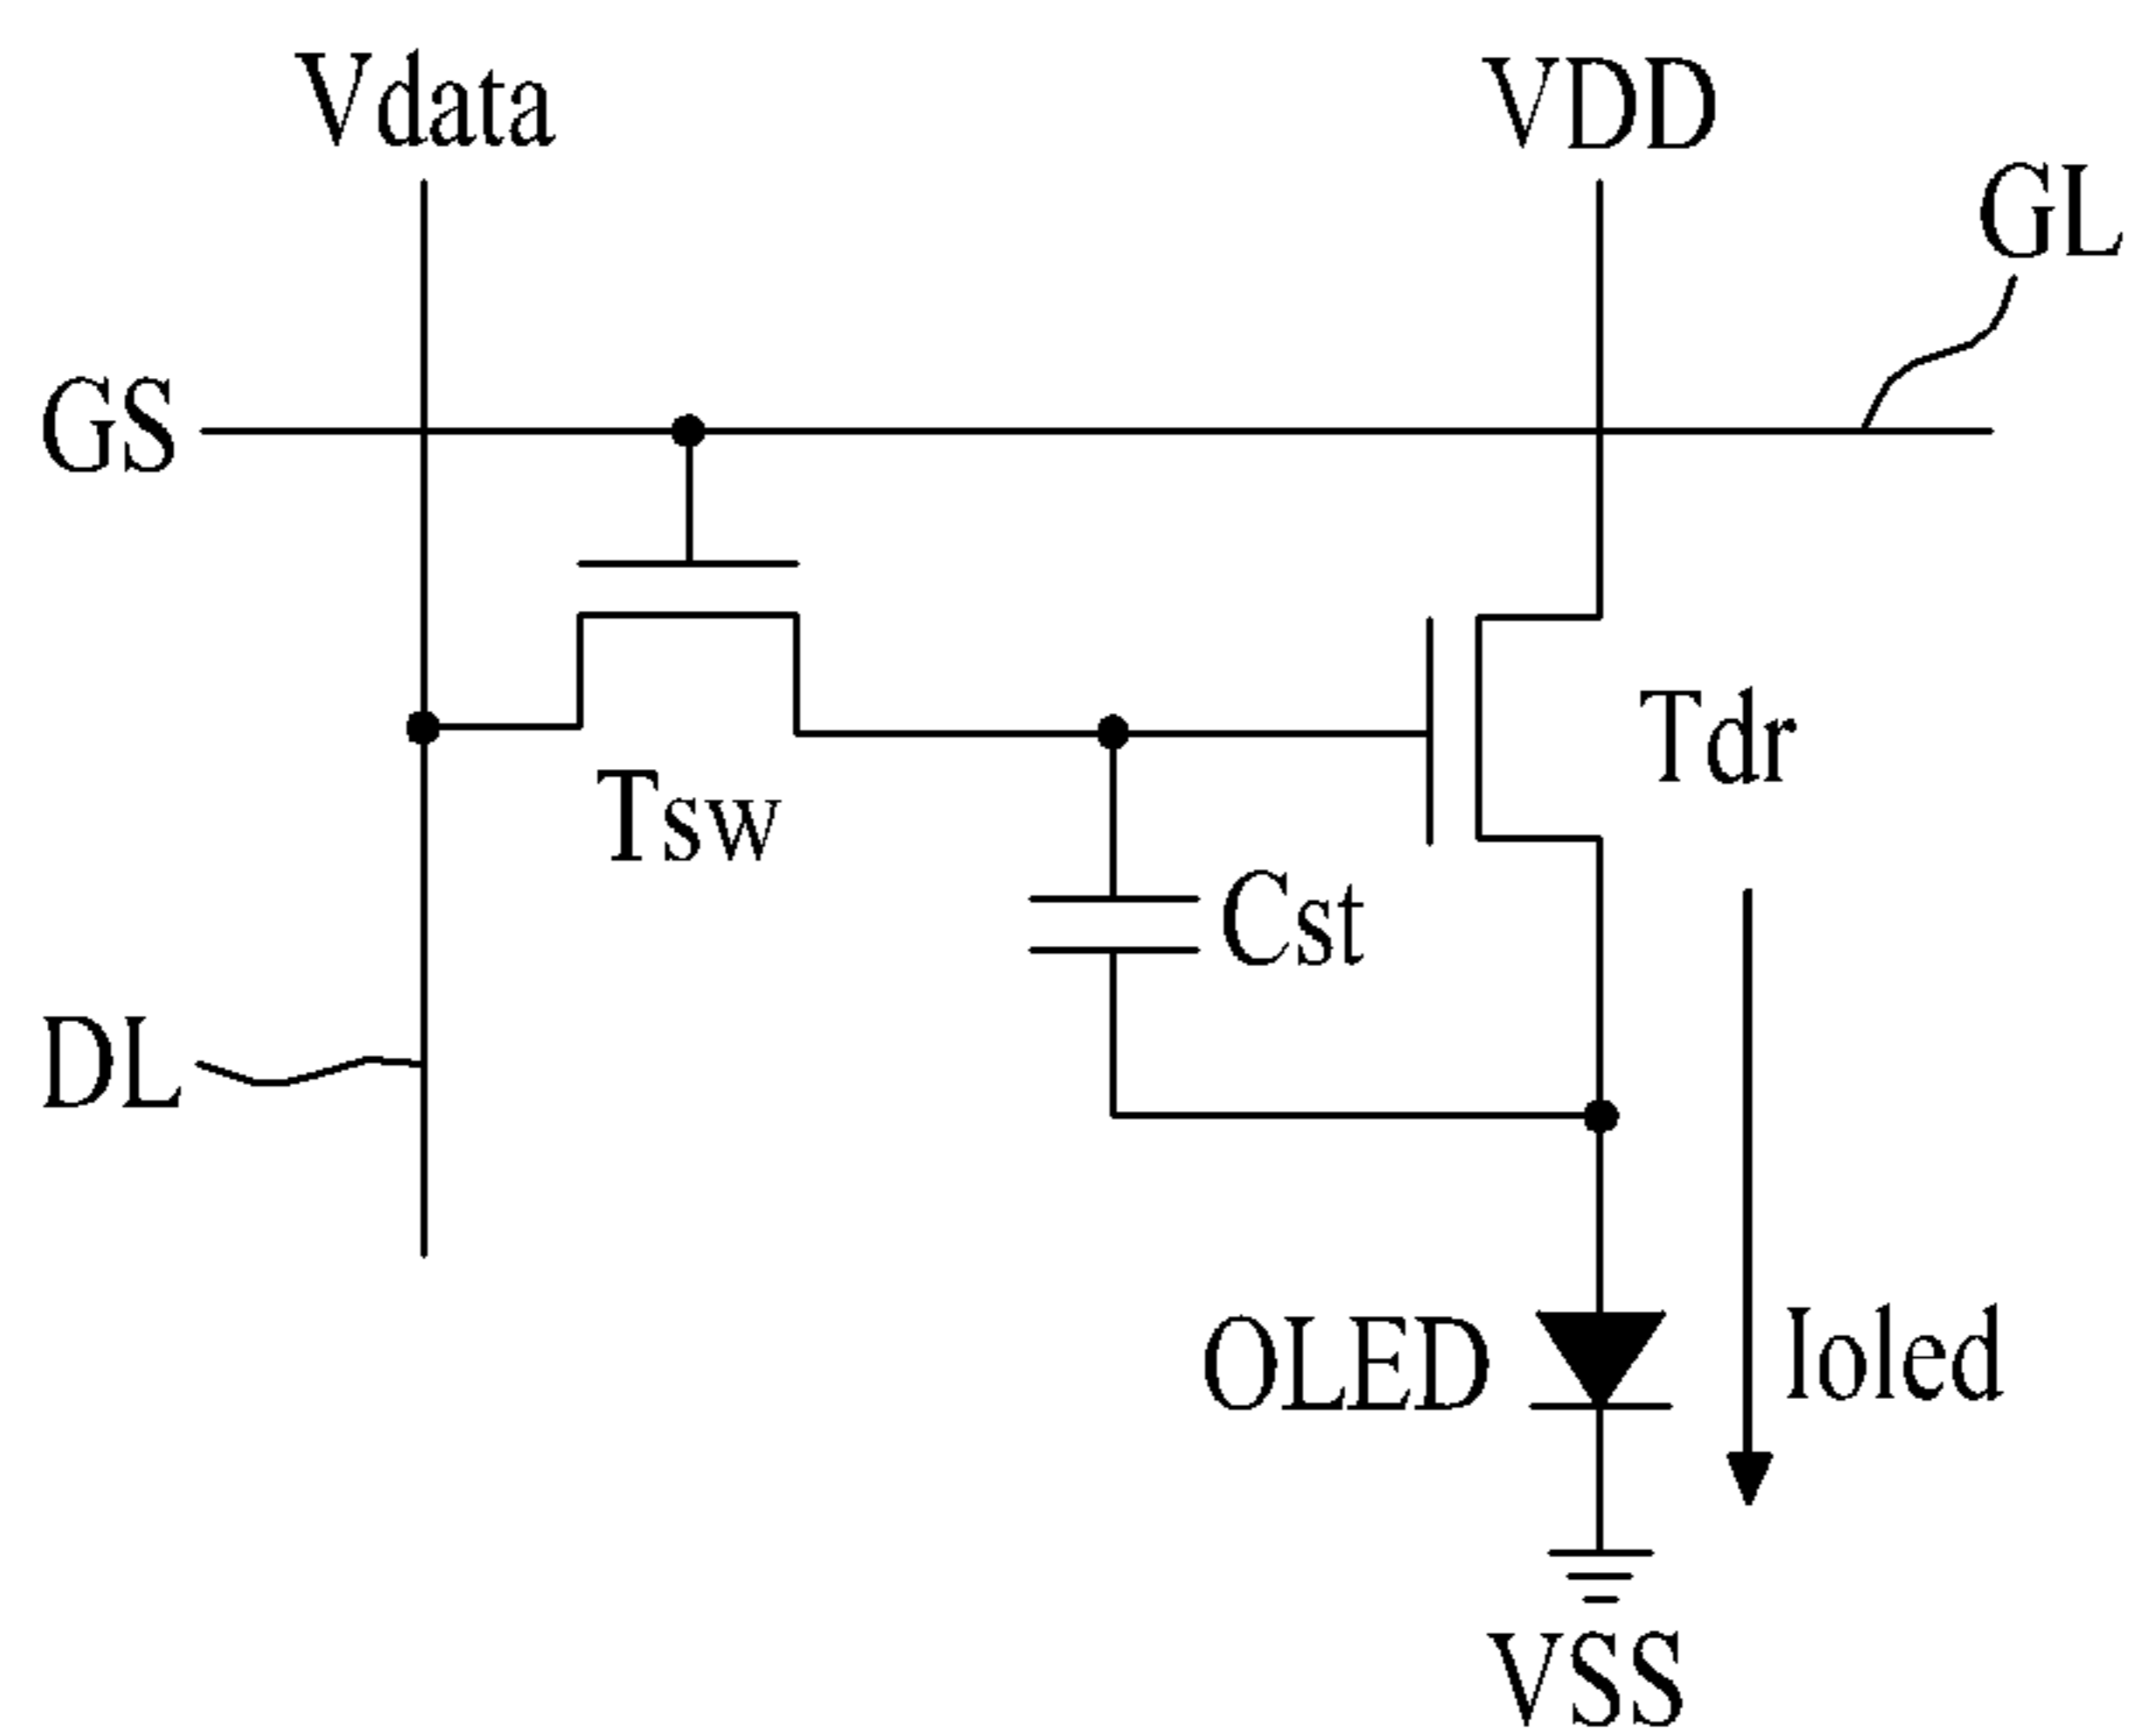 Vdata
VDD
GL
GS
Tdr
Tsw
Cst
DL
OLED
Ioled
VSS